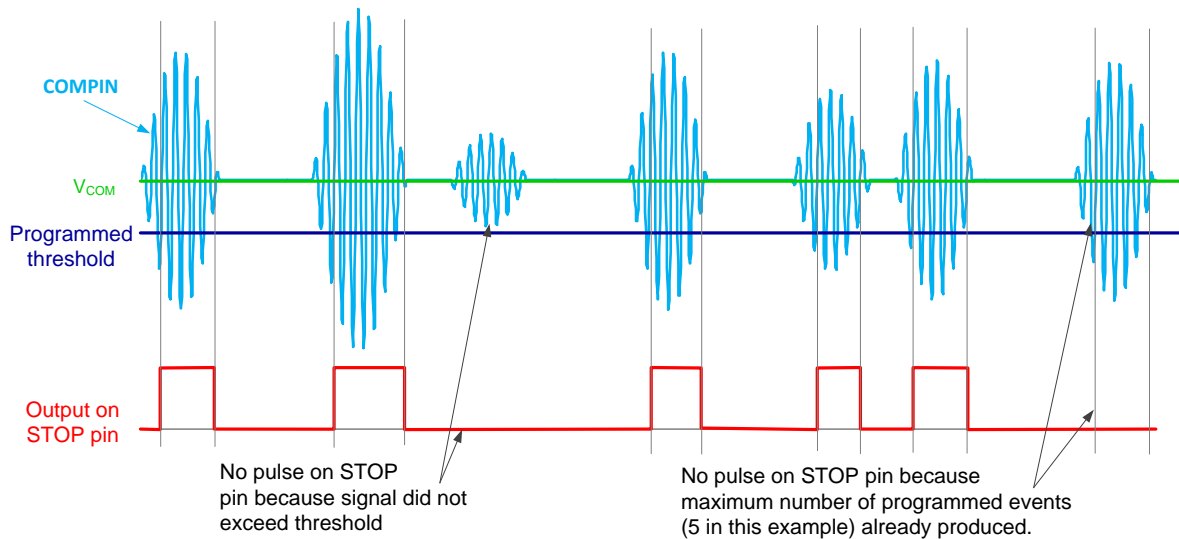 COMPIN
VCOM
Programmed
threshold
Output on
STOP pin
No pulse on STOP
pin because signal did not
exceed threshold
No pulse on STOP pin because
maximum number of programmed events
(5 in this example) already produced.